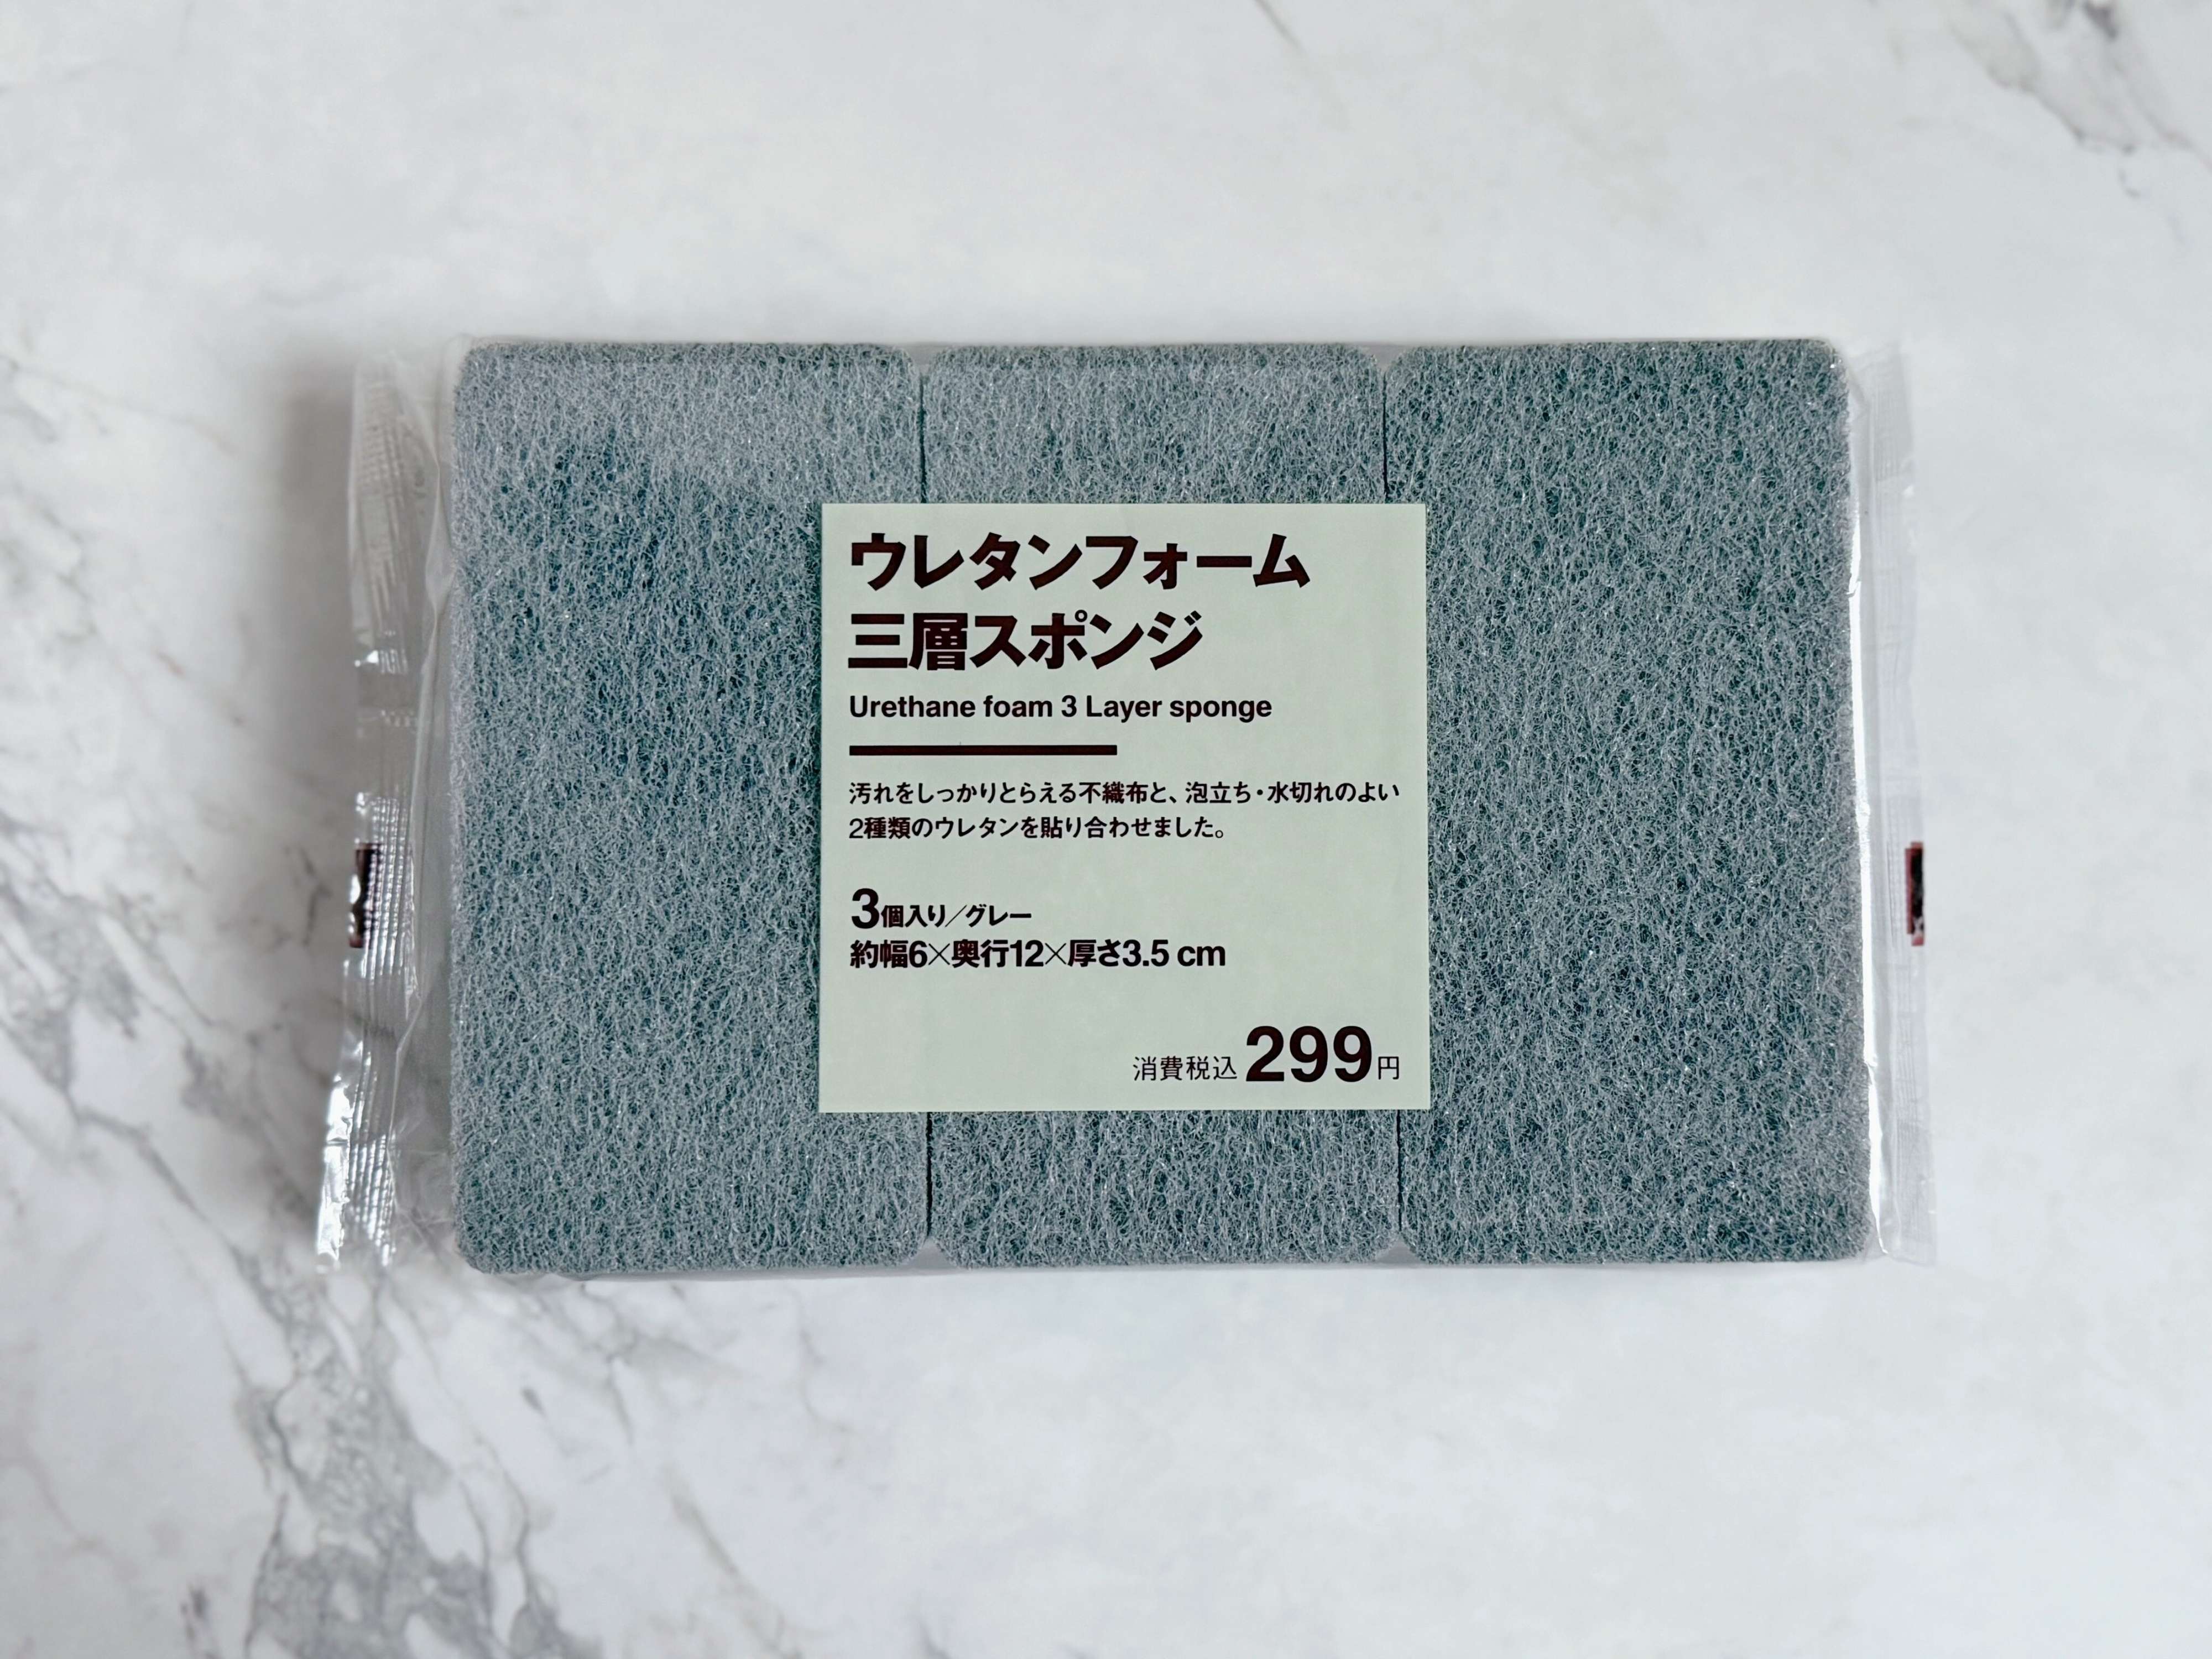 ウレタンフォーム
三層スポンジ
Urethane foam 3 Layer sponge
汚れをしっかりとらえる不織布と、泡立ち・水切れのよい
2種類のウレタンを貼り合わせました。
3個入り／グレー
約幅6×奥行12×厚さ3.5 cm
消費税込299円